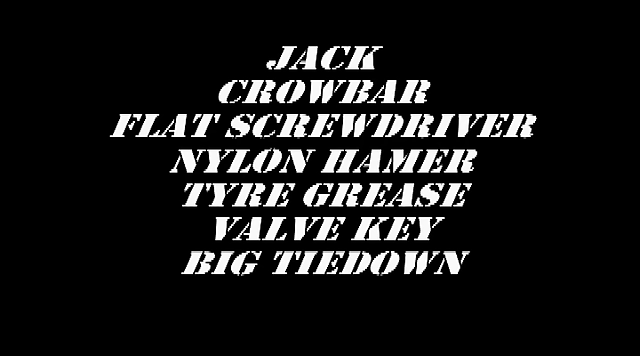 JACK
CROWBAR
FLAT SCREWDRIVER
NYLON HAMER
TYRE GREASE
VALVE KEY
BIG TIEDOWN